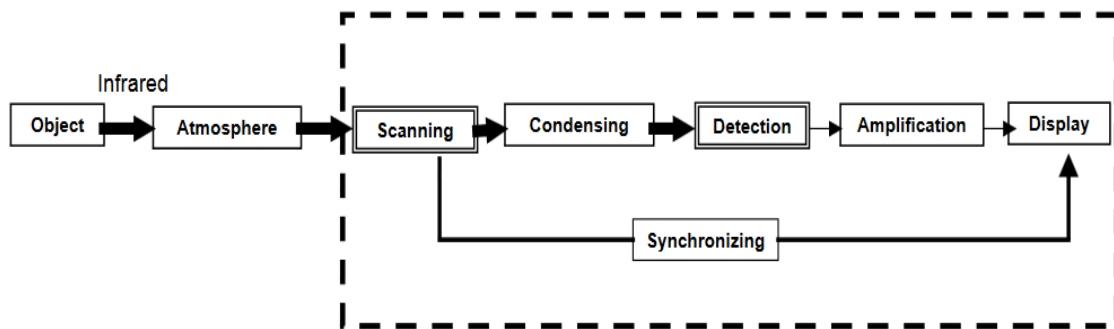 Infrared
Object
Atmosphere
Scanning
Condensing
Detection
Amplification
Display
Synchronizing